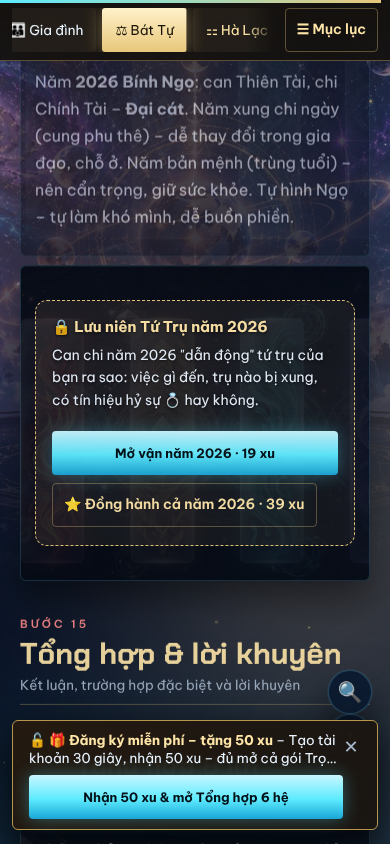 Gia đình
Bát Tự
Hà Lạc
☰ Mục lục
Năm 2026 Bính Ngọ: can Thiên Tài, chi
Chính Tài – Đại cát. Năm xung chi ngày
(cung phu thê) – dễ thay đổi trong gia
đạo, chỗ ở. Năm bản mệnh (trùng tuổi) –
nên cẩn trọng, giữ sức khỏe. Tự hình Ngọ
– tự làm khó mình, dễ buồn phiền.
🔒 Lưu niên Tứ Trụ năm 2026
Can chi năm 2026 "dẫn động" tứ trụ của
bạn ra sao: việc gì đến, trụ nào bị xung,
có tín hiệu hỷ sự 💍 hay không.
Mở vận năm 2026 · 19 xu
⭐ Đồng hành cả năm 2026 · 39 xu
BƯỚC 15
Tổng hợp & lời khuyên
Kết luận, trường hợp đặc biệt và lời khuyên
🔓 🎁 Đăng ký miễn phí – tặng 50 xu – Tạo tài
khoản 30 giây, nhận 50 xu – đủ mở cả gói Trọ…
Nhận 50 xu & mở Tổng hợp 6 hệ